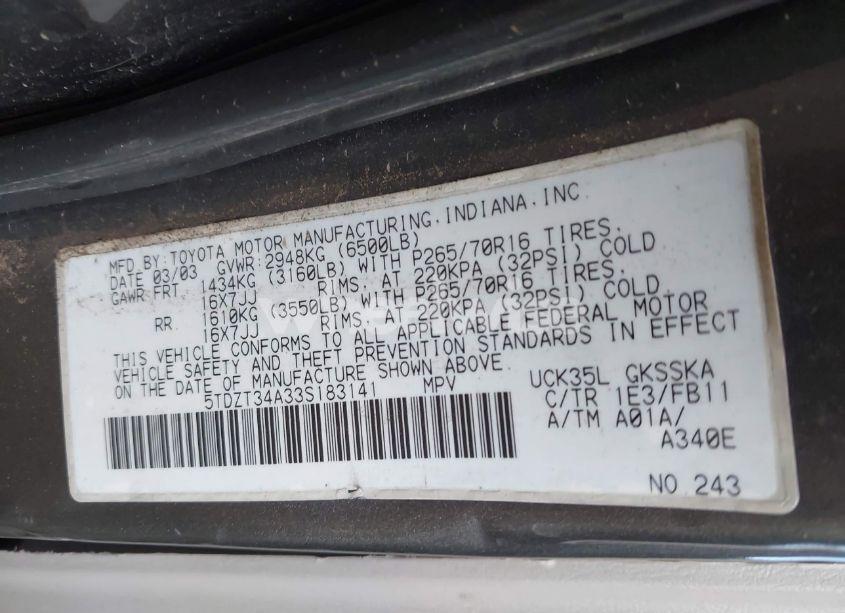 MFD BY: TOYOTA MOTOR MANUFACTURING, INDIANA, INC.
DATE 03/03 GVWR: 2948KG (6500LB)
GAWR FRT 1434KG (3160LB) WITH P265/70R16 TIRES,
16X7JJ RIMS, AT 220KPA (32PSI) COLD
RR. 1610KG (3550LB) WITH P265/70R16 TIRES,
16X7JJ RIMS, AT 220KPA (32PSI) COLD.
THIS VEHICLE CONFORMS TO ALL APPLICABLE FEDERAL MOTOR
VEHICLE SAFETY AND THEFT PREVENTION STANDARDS IN EFFECT
ON THE DATE OF MANUFACTURE SHOWN ABOVE.
5TDZT34A33S183141 MPV
UCK35L GKSSKA
C/TR 1E3/FB11
A/TM A01A/
A340E
NO 243